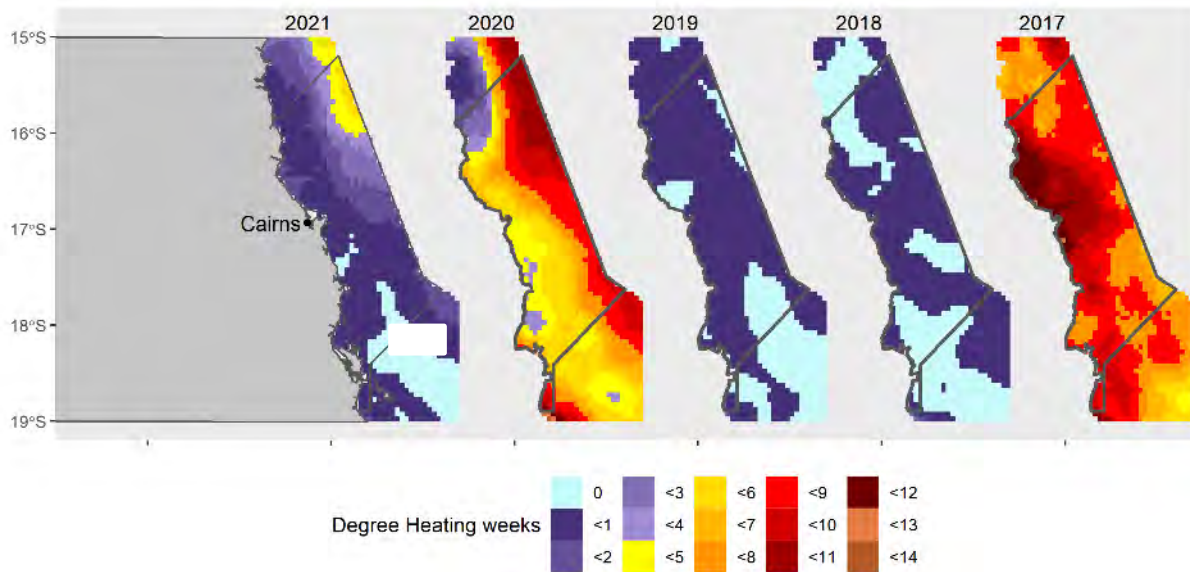 2021 2020 2019 2018 2017
15°S
16°S
Cairns
17°S
18°S
19°S
0 <3 <6 <9 <12
Degree Heating weeks <1 <4 <7 <10 <13
<2 <5 <8 <11 <14